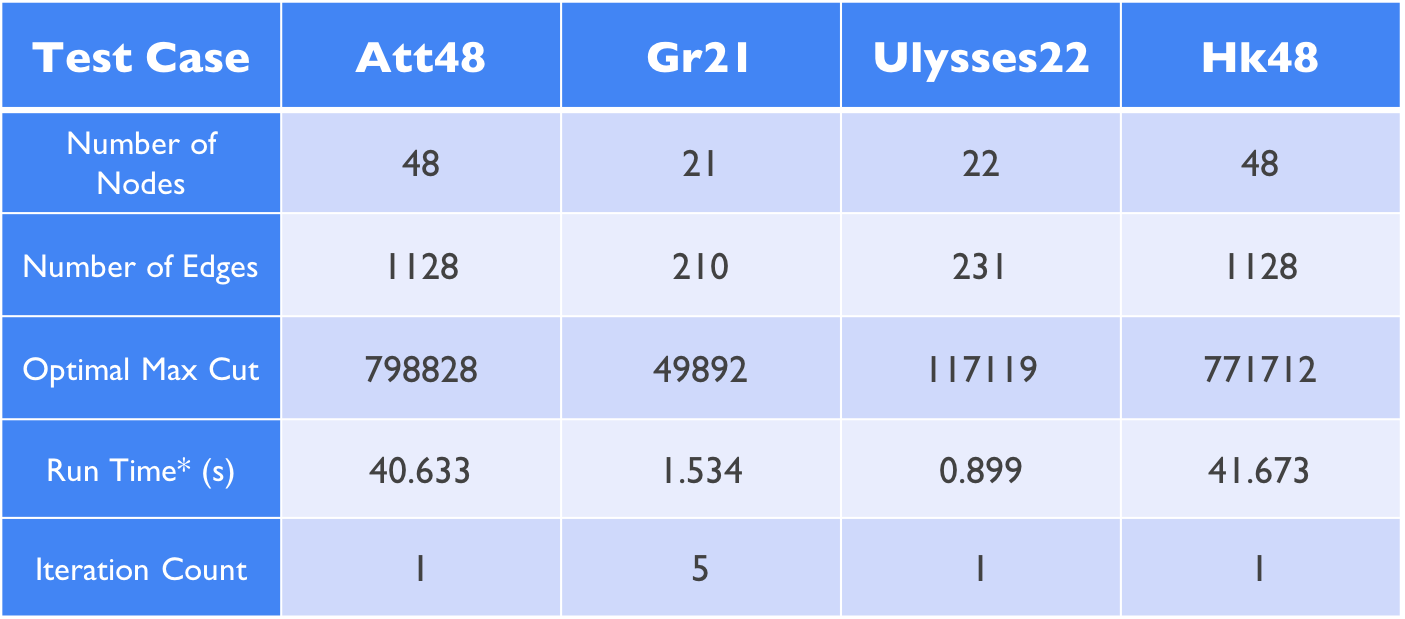 Test Case Att48 Gr21 Ulysses22 Hk48
Number of
Nodes 48 21 22 48
Number of Edges 1128 210 231 1128
Optimal Max Cut 798828 49892 117119 771712
Run Time* (s) 40.633 1.534 0.899 41.673
Iteration Count 1 5 1 1